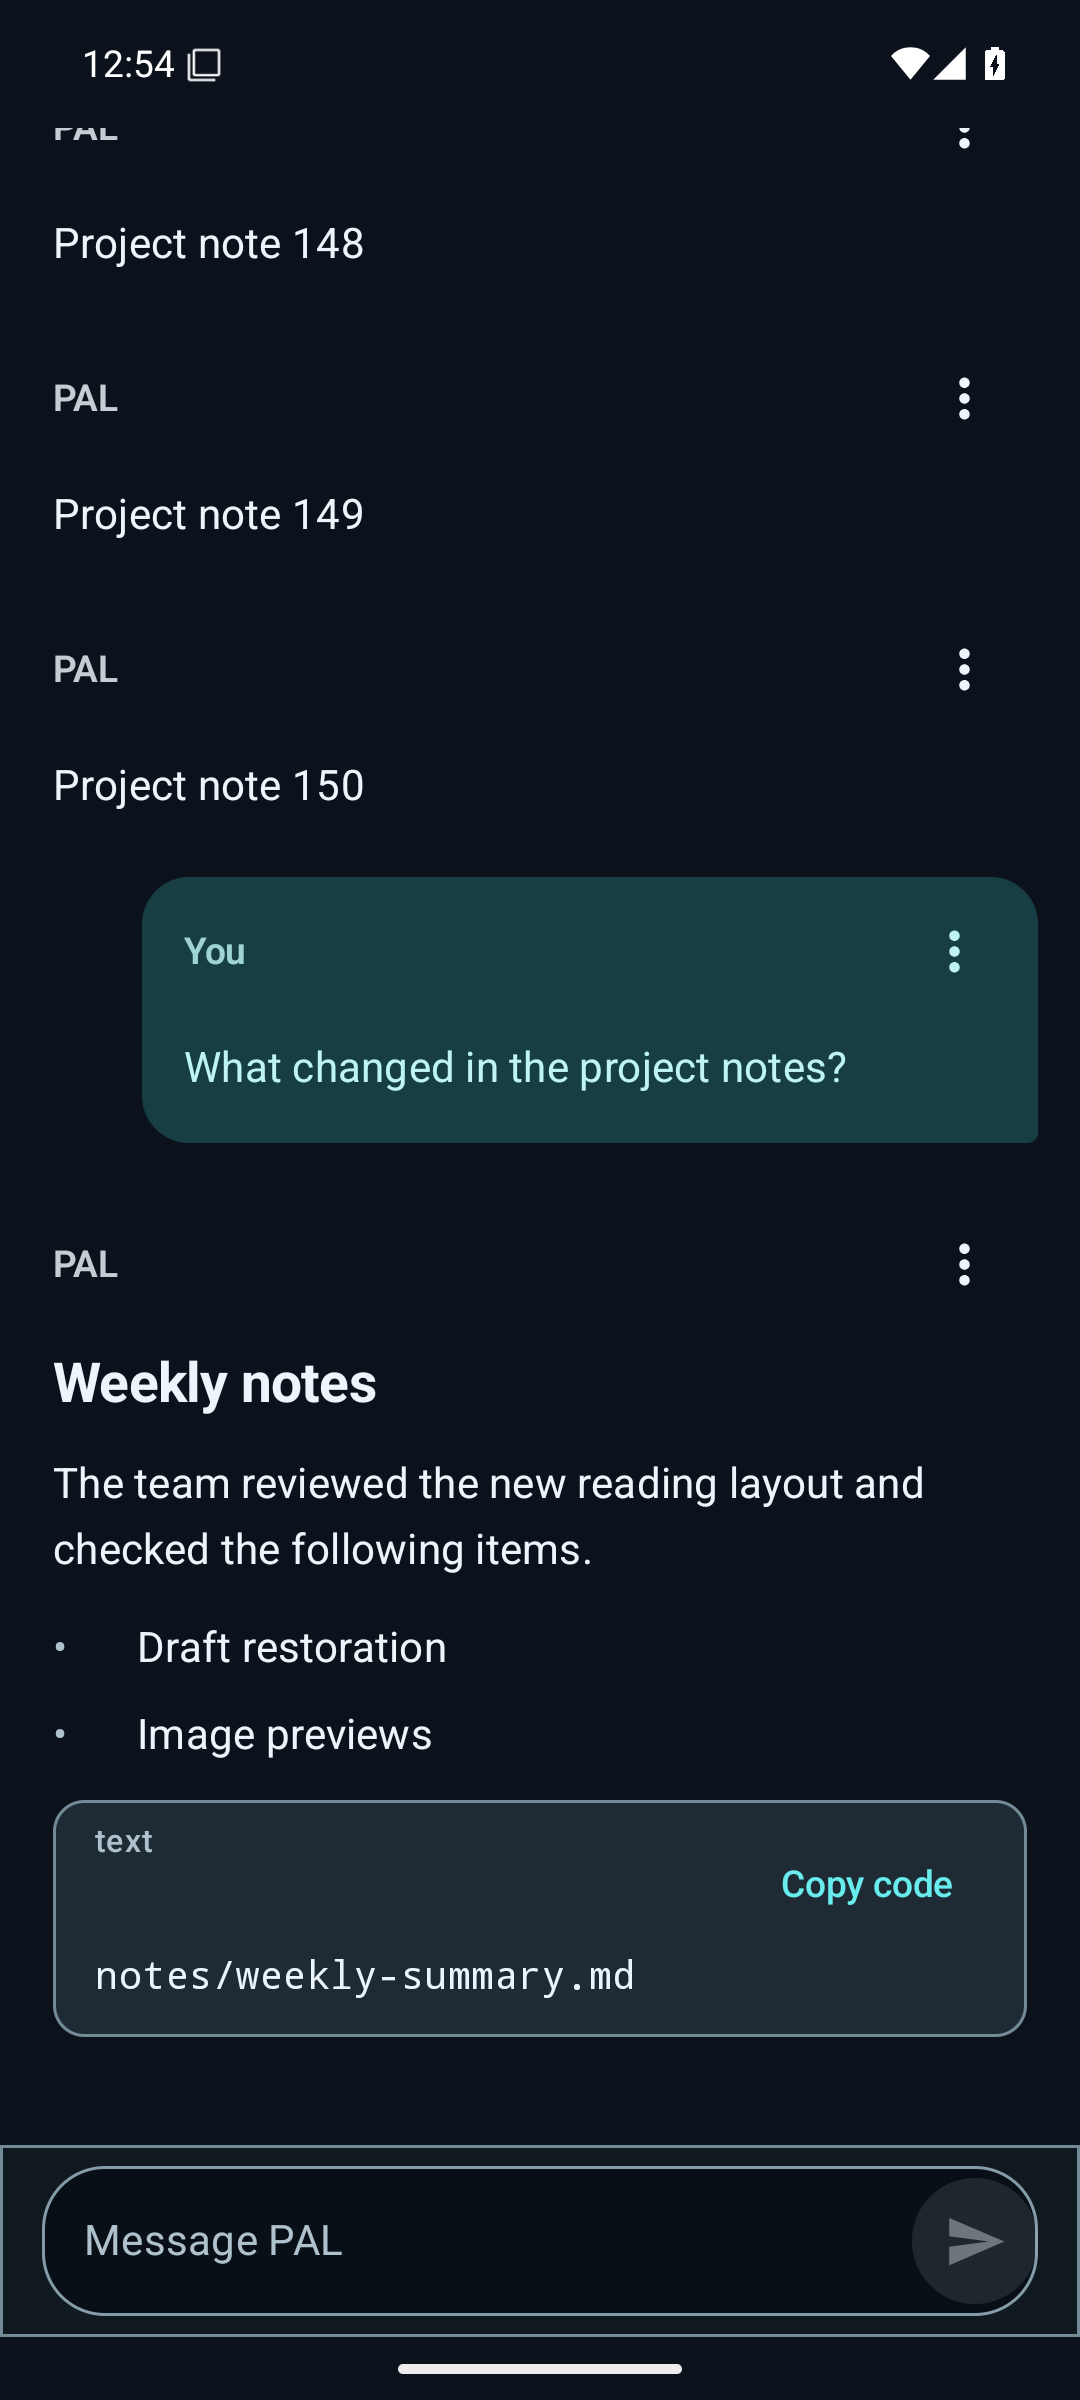 12:54
PAL
Project note 148
PAL
Project note 149
PAL
Project note 150
You
What changed in the project notes?
PAL
Weekly notes
The team reviewed the new reading layout and
checked the following items.
• Draft restoration
• Image previews
text
Copy code
notes/weekly-summary.md
Message PAL